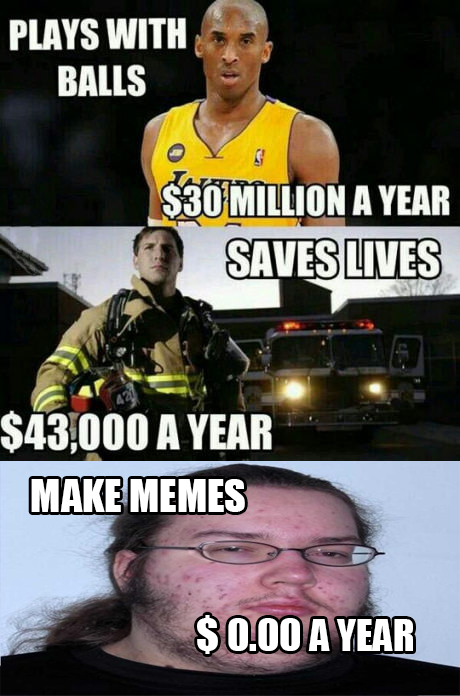 PLAYS WITH
BALLS
$30 MILLION A YEAR
SAVES LIVES
$43,000 A YEAR
MAKE MEMES
$ 0.00 A YEAR